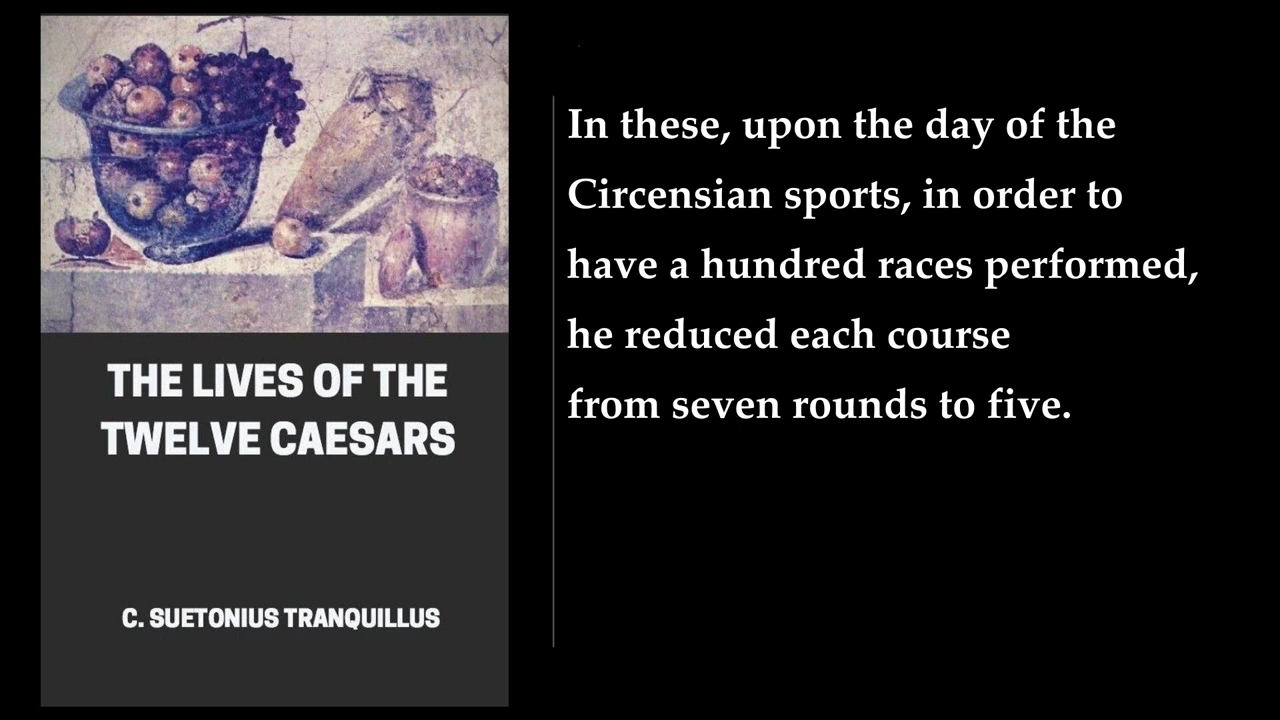 THE LIVES OF THE
TWELVE CAESARS
C. SUETONIUS TRANQUILLUS
In these, upon the day of the
Circensian sports, in order to
have a hundred races performed,
he reduced each course
from seven rounds to five.